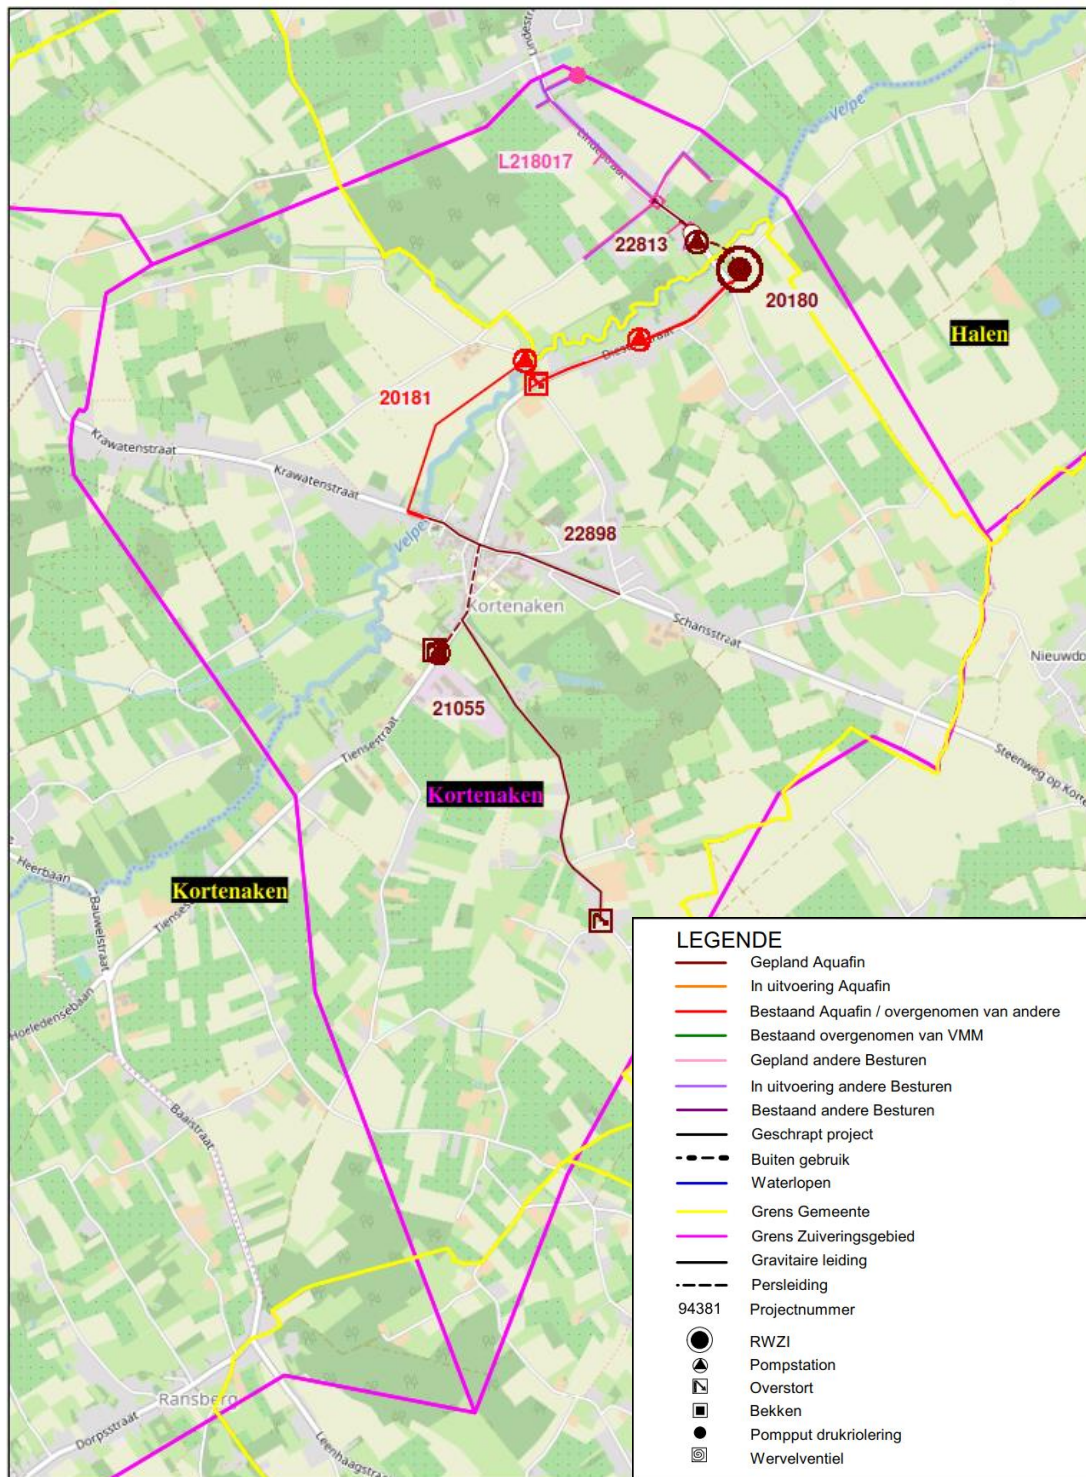 Lindestr
Velpe
Lindestraat
L218017
22813
20180
Halen
Diestsestraat
20181
Krawatenstraat
Krawatenstraat
Velpe
22898
Kortenaken
Schansstraat
Nieuwdo
21055
Tiensestraat
Steenweg op Korte
Kortenaken
Heerbaan
Kortenaken
Bauwelstraat
Tiensest
Hoeledensebaan
Baaistraat
Ransberg
Dorpsstraat
Leenhaagstra
LEGENDE
Gepland Aquafin
In uitvoering Aquafin
Bestaand Aquafin / overgenomen van andere
Bestaand overgenomen van VMM
Gepland andere Besturen
In uitvoering andere Besturen
Bestaand andere Besturen
Geschrapt project
Buiten gebruik
Waterlopen
Grens Gemeente
Grens Zuiveringsgebied
Gravitaire leiding
Persleiding
94381 Projectnummer
RWZI
Pompstation
Overstort
Bekken
Pompput drukriolering
Wervelventiel